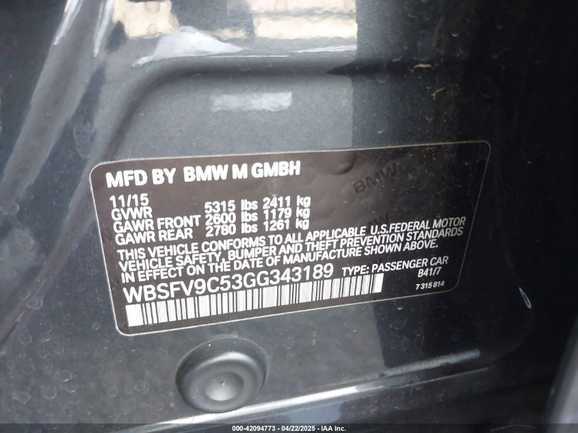 MFD BY BMW M GMBH
11/15
GVWR 5315 lbs 2411 kg
GAWR FRONT 2600 lbs 1179 kg
GAWR REAR 2780 lbs 1261 kg
THIS VEHICLE CONFORMS TO ALL APPLICABLE U.S.FEDERAL MOTOR
VEHICLE SAFETY, BUMPER AND THEFT PREVENTION STANDARDS
IN EFFECT ON THE DATE OF MANUFACTURE SHOWN ABOVE.
WBSFV9C53GG343189 TYPE: PASSENGER CAR
B41/7
7 315 814
BMW
000-42094773 - 04/22/2025 - IAA Inc.